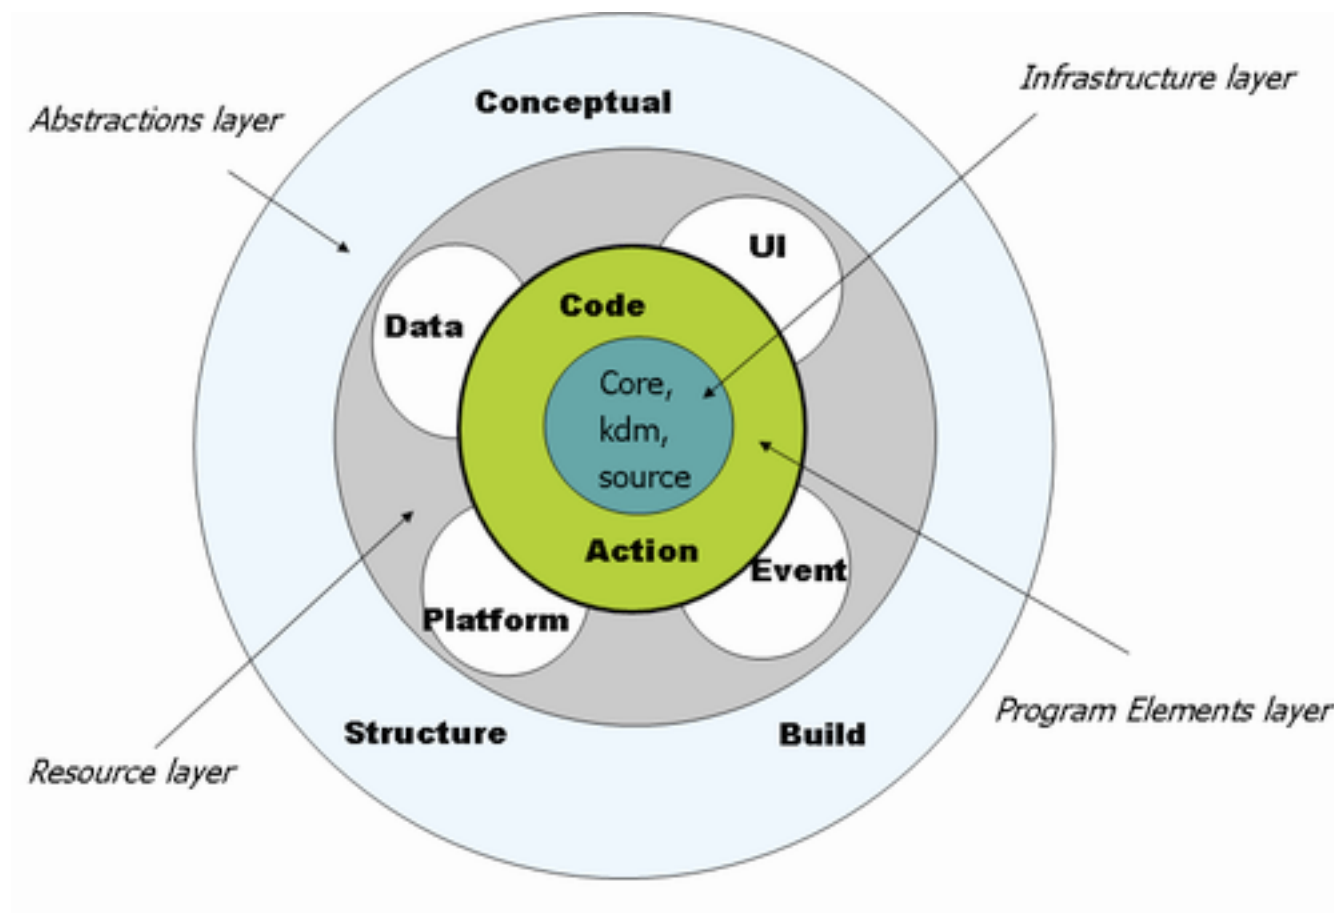 Infrastructure layer
Conceptual
Abstractions layer
UI
Code
Data
Core,
kdm,
source
Action
Event
Platform
Program Elements layer
Structure
Build
Resource layer